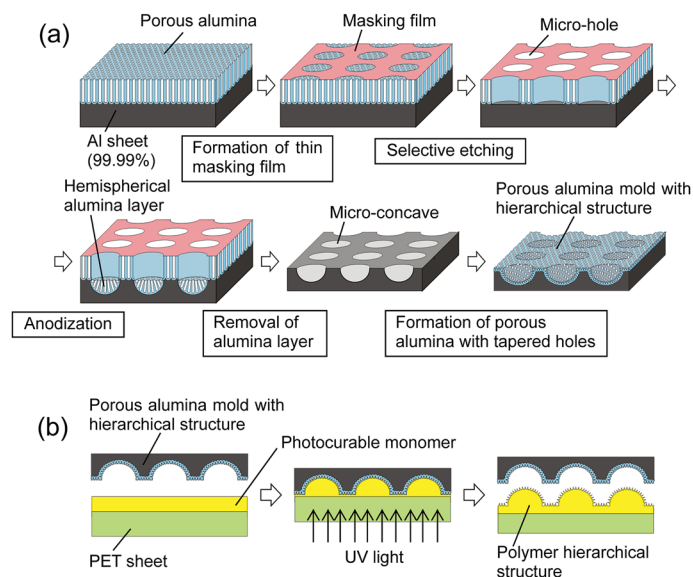 (a)
Porous alumina
Masking film
Micro-hole
Al sheet
(99.99%)
Formation of thin
masking film
Selective etching
Hemispherical
alumina layer
Micro-concave
Porous alumina mold with
hierarchical structure
Anodization
Removal of
alumina layer
Formation of porous
alumina with tapered holes
(b)
Porous alumina mold with
hierarchical structure
Photocurable monomer
PET sheet
UV light
Polymer hierarchical
structure